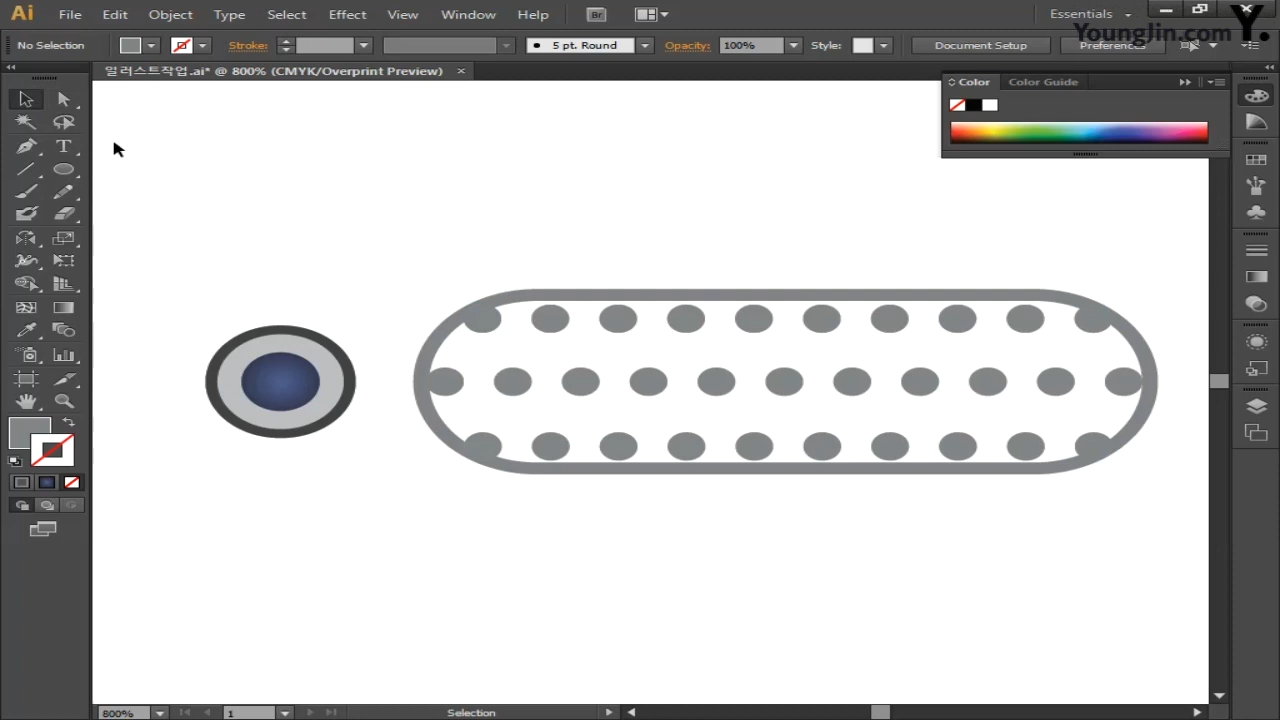 Ai File Edit Object Type Select Effect View Window Help Br Essentials
YoungJin.com Y.
No Selection Stroke: 5 pt. Round Opacity: 100% Style: Document Setup Preferences
일러스트작업.ai* @ 800% (CMYK/Overprint Preview) ×
Color Color Guide
T
800% 1 Selection